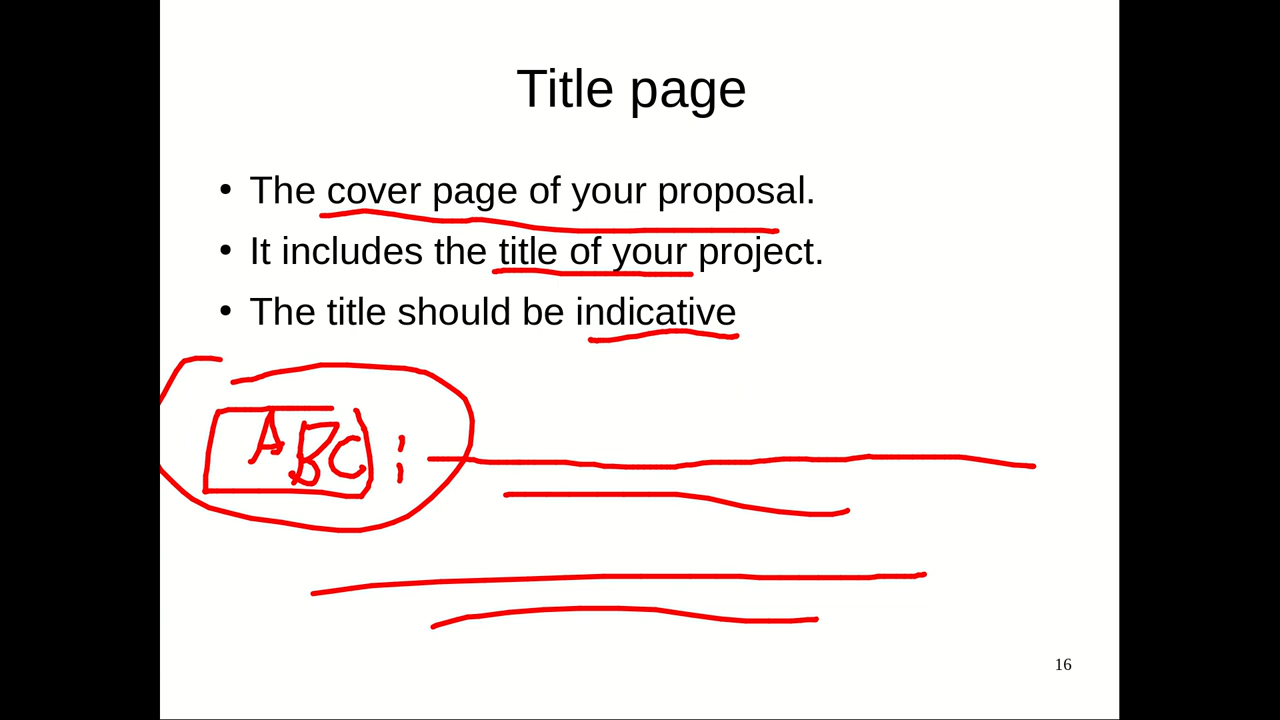 Title page
• The cover page of your proposal.
• It includes the title of your project.
• The title should be indicative
ABC :
16